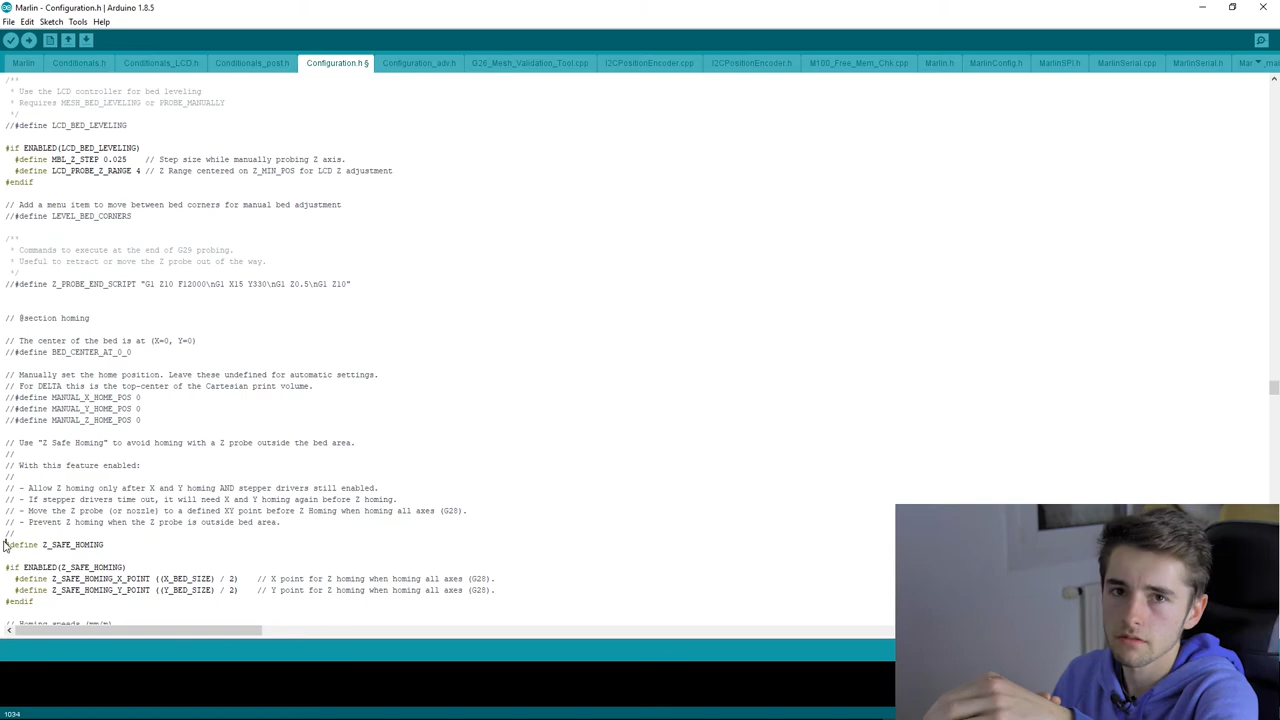 Marlin - Configuration.h | Arduino 1.8.5
File Edit Sketch Tools Help
Marlin Conditionals.h Conditionals_LCD.h Conditionals_post.h Configuration.h § Configuration_adv.h G26_Mesh_Validation_Tool.cpp I2CPositionEncoder.cpp I2CPositionEncoder.h M100_Free_Mem_Chk.cpp Marlin.h MarlinConfig.h MarlinSPI.h MarlinSerial.cpp MarlinSerial.h
/**
* Use the LCD controller for bed leveling
* Requires MESH_BED_LEVELING or PROBE_MANUALLY
*/
//#define LCD_BED_LEVELING
#if ENABLED(LCD_BED_LEVELING)
#define MBL_Z_STEP 0.025 // Step size while manually probing Z axis.
#define LCD_PROBE_Z_RANGE 4 // Z Range centered on Z_MIN_POS for LCD Z adjustment
#endif
// Add a menu item to move between bed corners for manual bed adjustment
//#define LEVEL_BED_CORNERS
/**
* Commands to execute at the end of G29 probing.
* Useful to retract or move the Z probe out of the way.
*/
//#define Z_PROBE_END_SCRIPT "G1 Z10 F12000\nG1 X15 Y330\nG1 Z0.5\nG1 Z10"
// @section homing
// The center of the bed is at (X=0, Y=0)
//#define BED_CENTER_AT_0_0
// Manually set the home position. Leave these undefined for automatic settings.
// For DELTA this is the top-center of the Cartesian print volume.
//#define MANUAL_X_HOME_POS 0
//#define MANUAL_Y_HOME_POS 0
//#define MANUAL_Z_HOME_POS 0
// Use "Z Safe Homing" to avoid homing with a Z probe outside the bed area.
//
// With this feature enabled:
//
// - Allow Z homing only after X and Y homing AND stepper drivers still enabled.
// - If stepper drivers time out, it will need X and Y homing again before Z homing.
// - Move the Z probe (or nozzle) to a defined XY point before Z Homing when homing all axes (G28).
// - Prevent Z homing when the Z probe is outside bed area.
//
#define Z_SAFE_HOMING
#if ENABLED(Z_SAFE_HOMING)
#define Z_SAFE_HOMING_X_POINT ((X_BED_SIZE) / 2) // X point for Z homing when homing all axes (G28).
#define Z_SAFE_HOMING_Y_POINT ((Y_BED_SIZE) / 2) // Y point for Z homing when homing all axes (G28).
#endif
// Homing speeds (mm/m)
1034